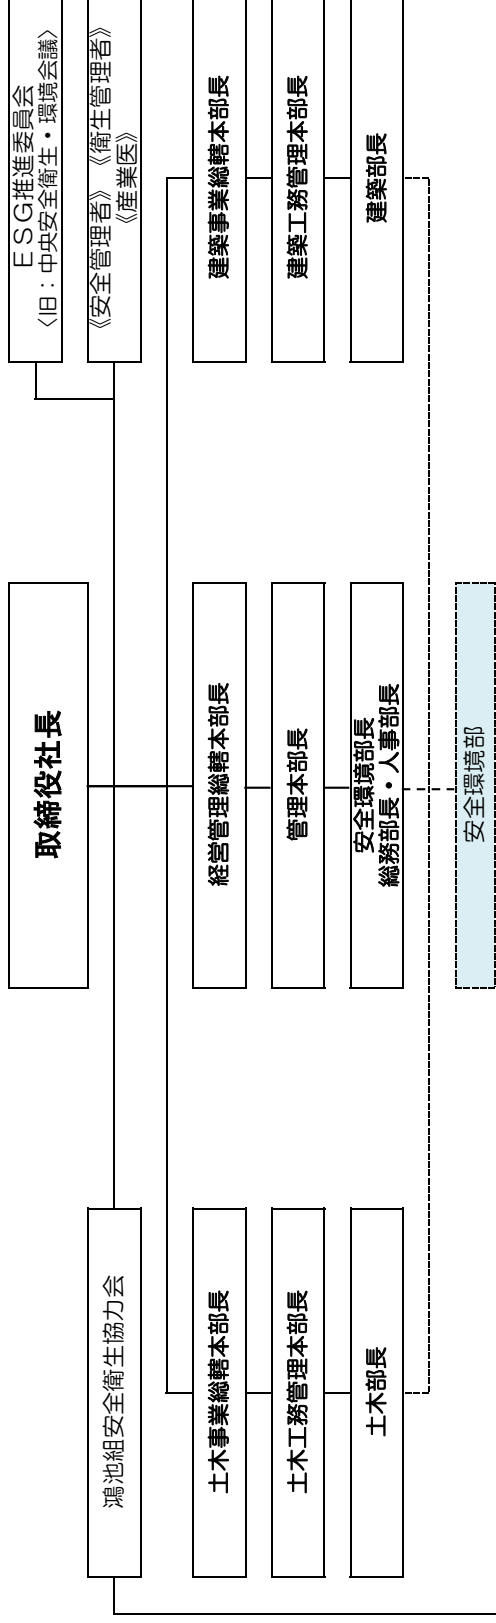 取締役社長
ＥＳＧ推進委員会
〈旧：中央安全衛生・環境会議〉
鴻池組安全衛生協力会
《安全管理者》《衛生管理者》
《産業医》
土木事業総轄本部長
経営管理総轄本部長
建築事業総轄本部長
土木工務管理本部長
管理本部長
建築工務管理本部長
土木部長
安全環境部長
総務部長・人事部長
建築部長
安全環境部